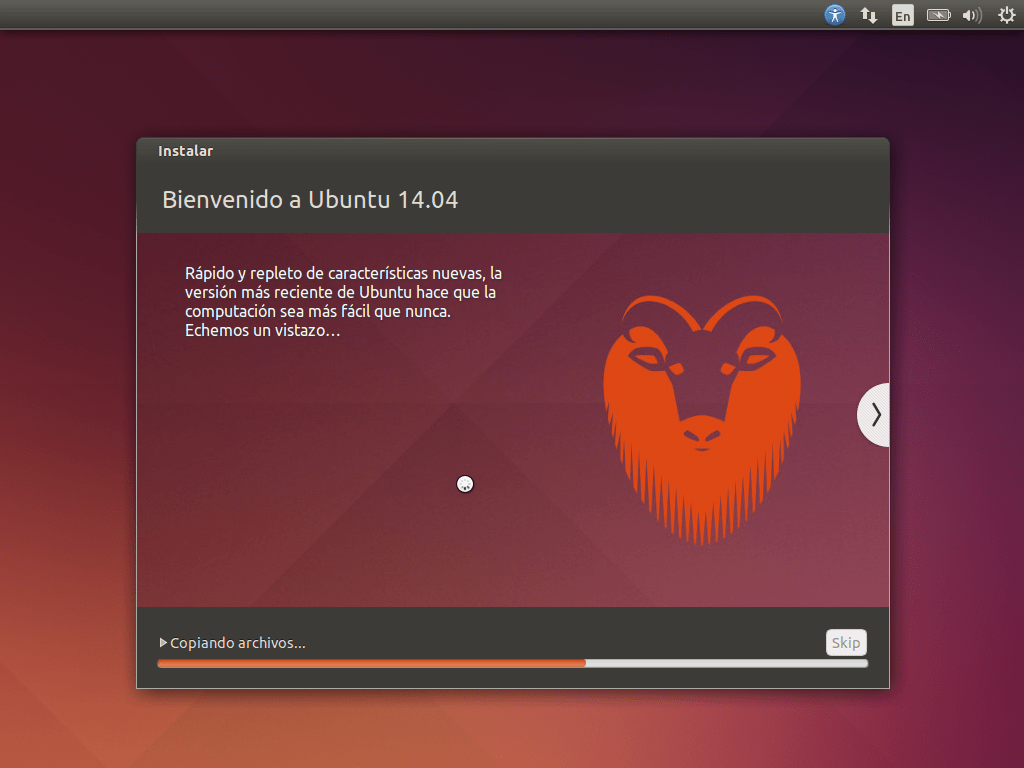 En
Instalar
Bienvenido a Ubuntu 14.04
Rápido y repleto de características nuevas, la
versión más reciente de Ubuntu hace que la
computación sea más fácil que nunca.
Echemos un vistazo…
Copiando archivos...
Skip